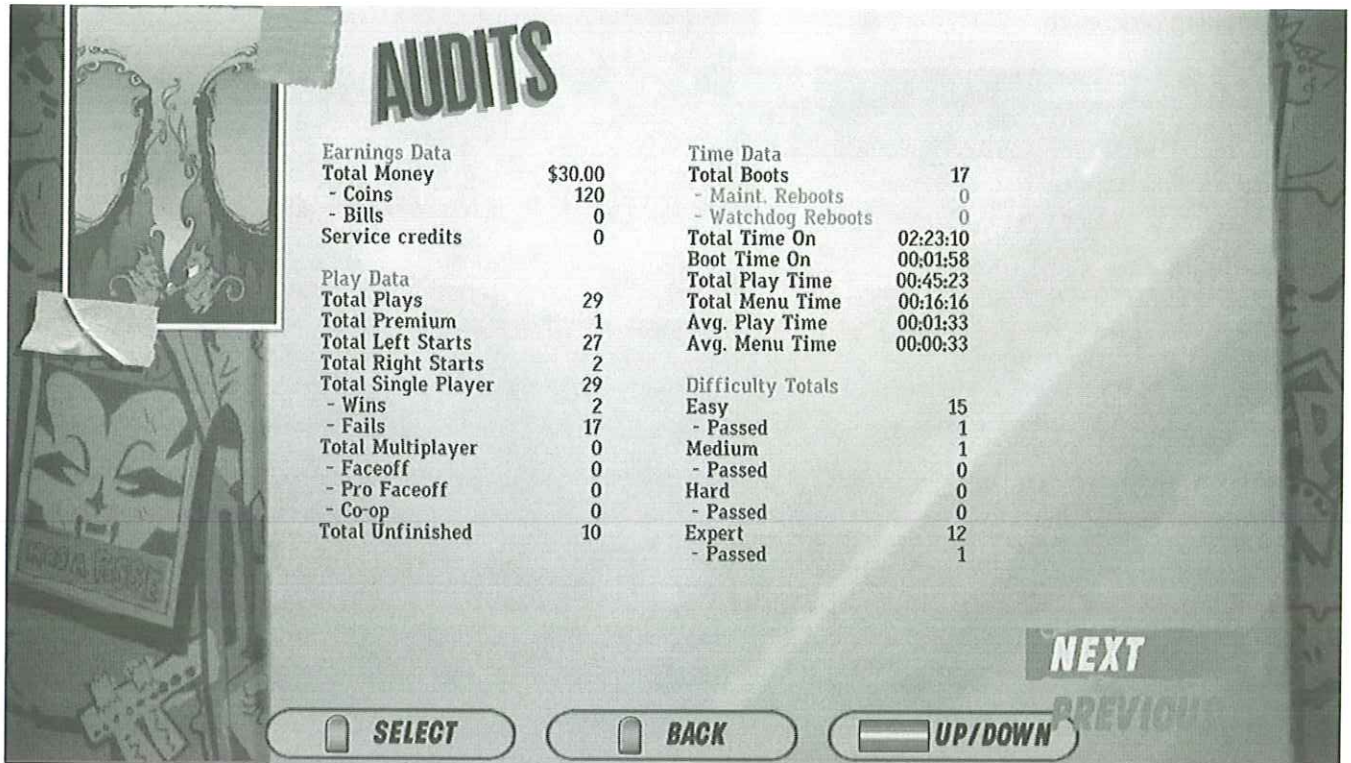 AUDITS
Earnings Data
Total Money $30.00
- Coins 120
- Bills 0
Service credits 0
Play Data
Total Plays 29
Total Premium 1
Total Left Starts 27
Total Right Starts 2
Total Single Player 29
- Wins 2
- Fails 17
Total Multiplayer 0
- Faceoff 0
- Pro Faceoff 0
- Co-op 0
Total Unfinished 10
Time Data
Total Boots 17
- Maint. Reboots 0
- Watchdog Reboots 0
Total Time On 02:23:10
Boot Time On 00:01:58
Total Play Time 00:45:23
Total Menu Time 00:16:16
Avg. Play Time 00:01:33
Avg. Menu Time 00:00:33
Difficulty Totals
Easy 15
- Passed 1
Medium 1
- Passed 0
Hard 0
- Passed 0
Expert 12
- Passed 1
NEXT
PREVIOUS
SELECT
BACK
UP/DOWN